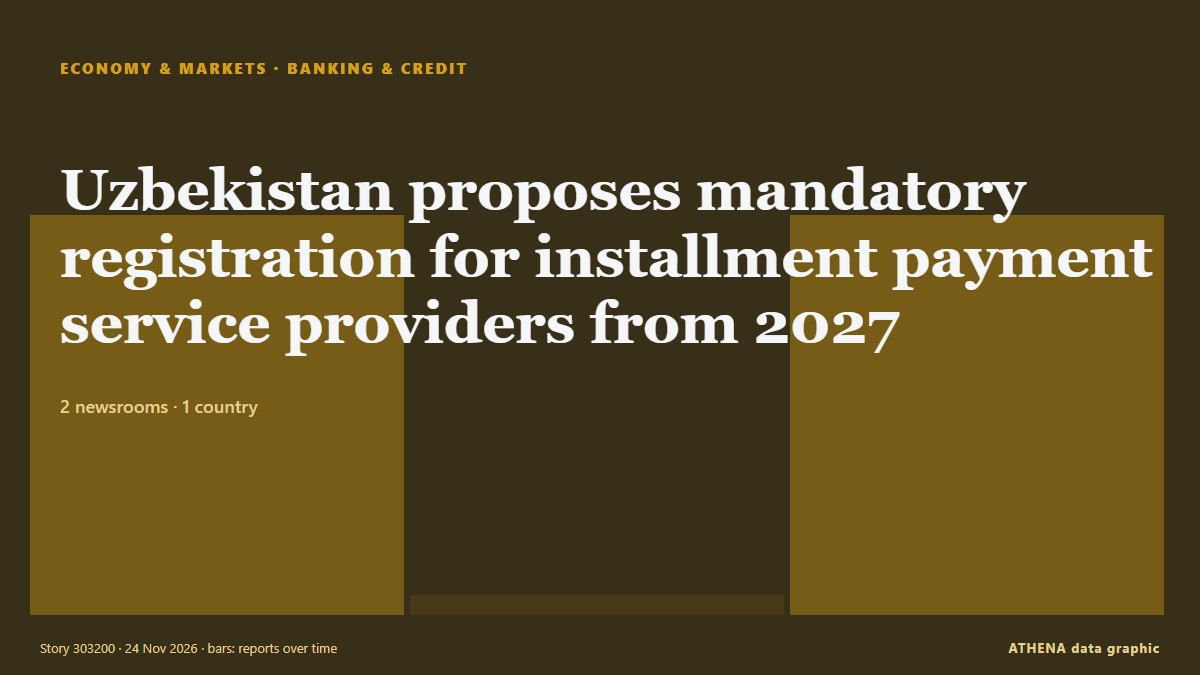 ECONOMY & MARKETS · BANKING & CREDIT
Uzbekistan proposes mandatory
registration for installment payment
service providers from 2027
2 newsrooms · 1 country
Story 303200 · 24 Nov 2026 · bars: reports over time
ATHENA data graphic